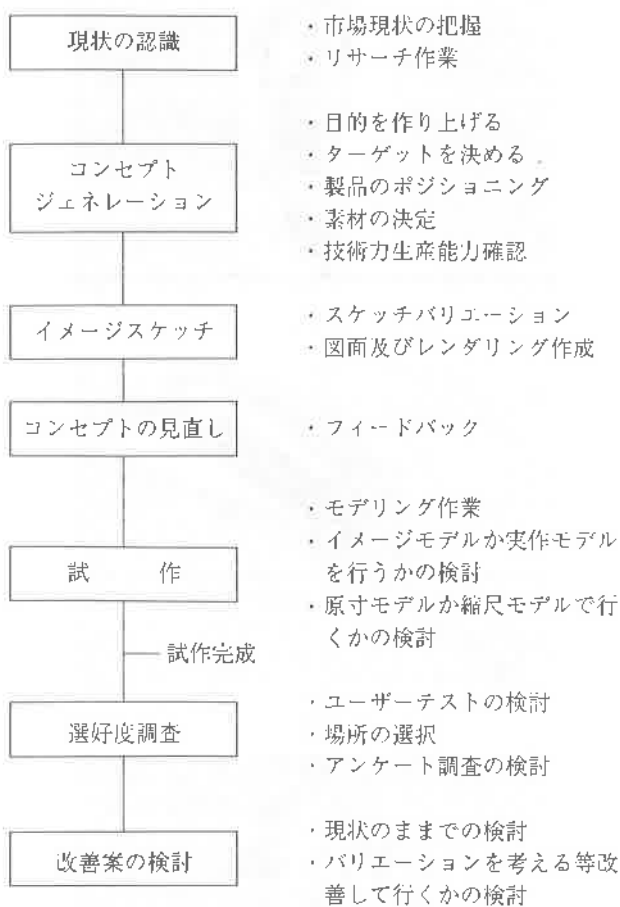 現状の認識
・市場現状の把握
・リサーチ作業
コンセプト
ジェネレーション
・目的を作り上げる
・ターゲットを決める
・製品のポジショニング
・素材の決定
・技術力生産能力確認
イメージスケッチ
・スケッチバリエーション
・図面及びレンダリング作成
コンセプトの見直し
・フィードバック
試 作
・モデリング作業
・イメージモデルか実作モデル
を行うかの検討
・原寸モデルか縮尺モデルで行
くかの検討
試作完成
選好度調査
・ユーザーテストの検討
・場所の選択
・アンケート調査の検討
改善案の検討
・現状のままでの検討
・バリエーションを考える等改
善して行くかの検討